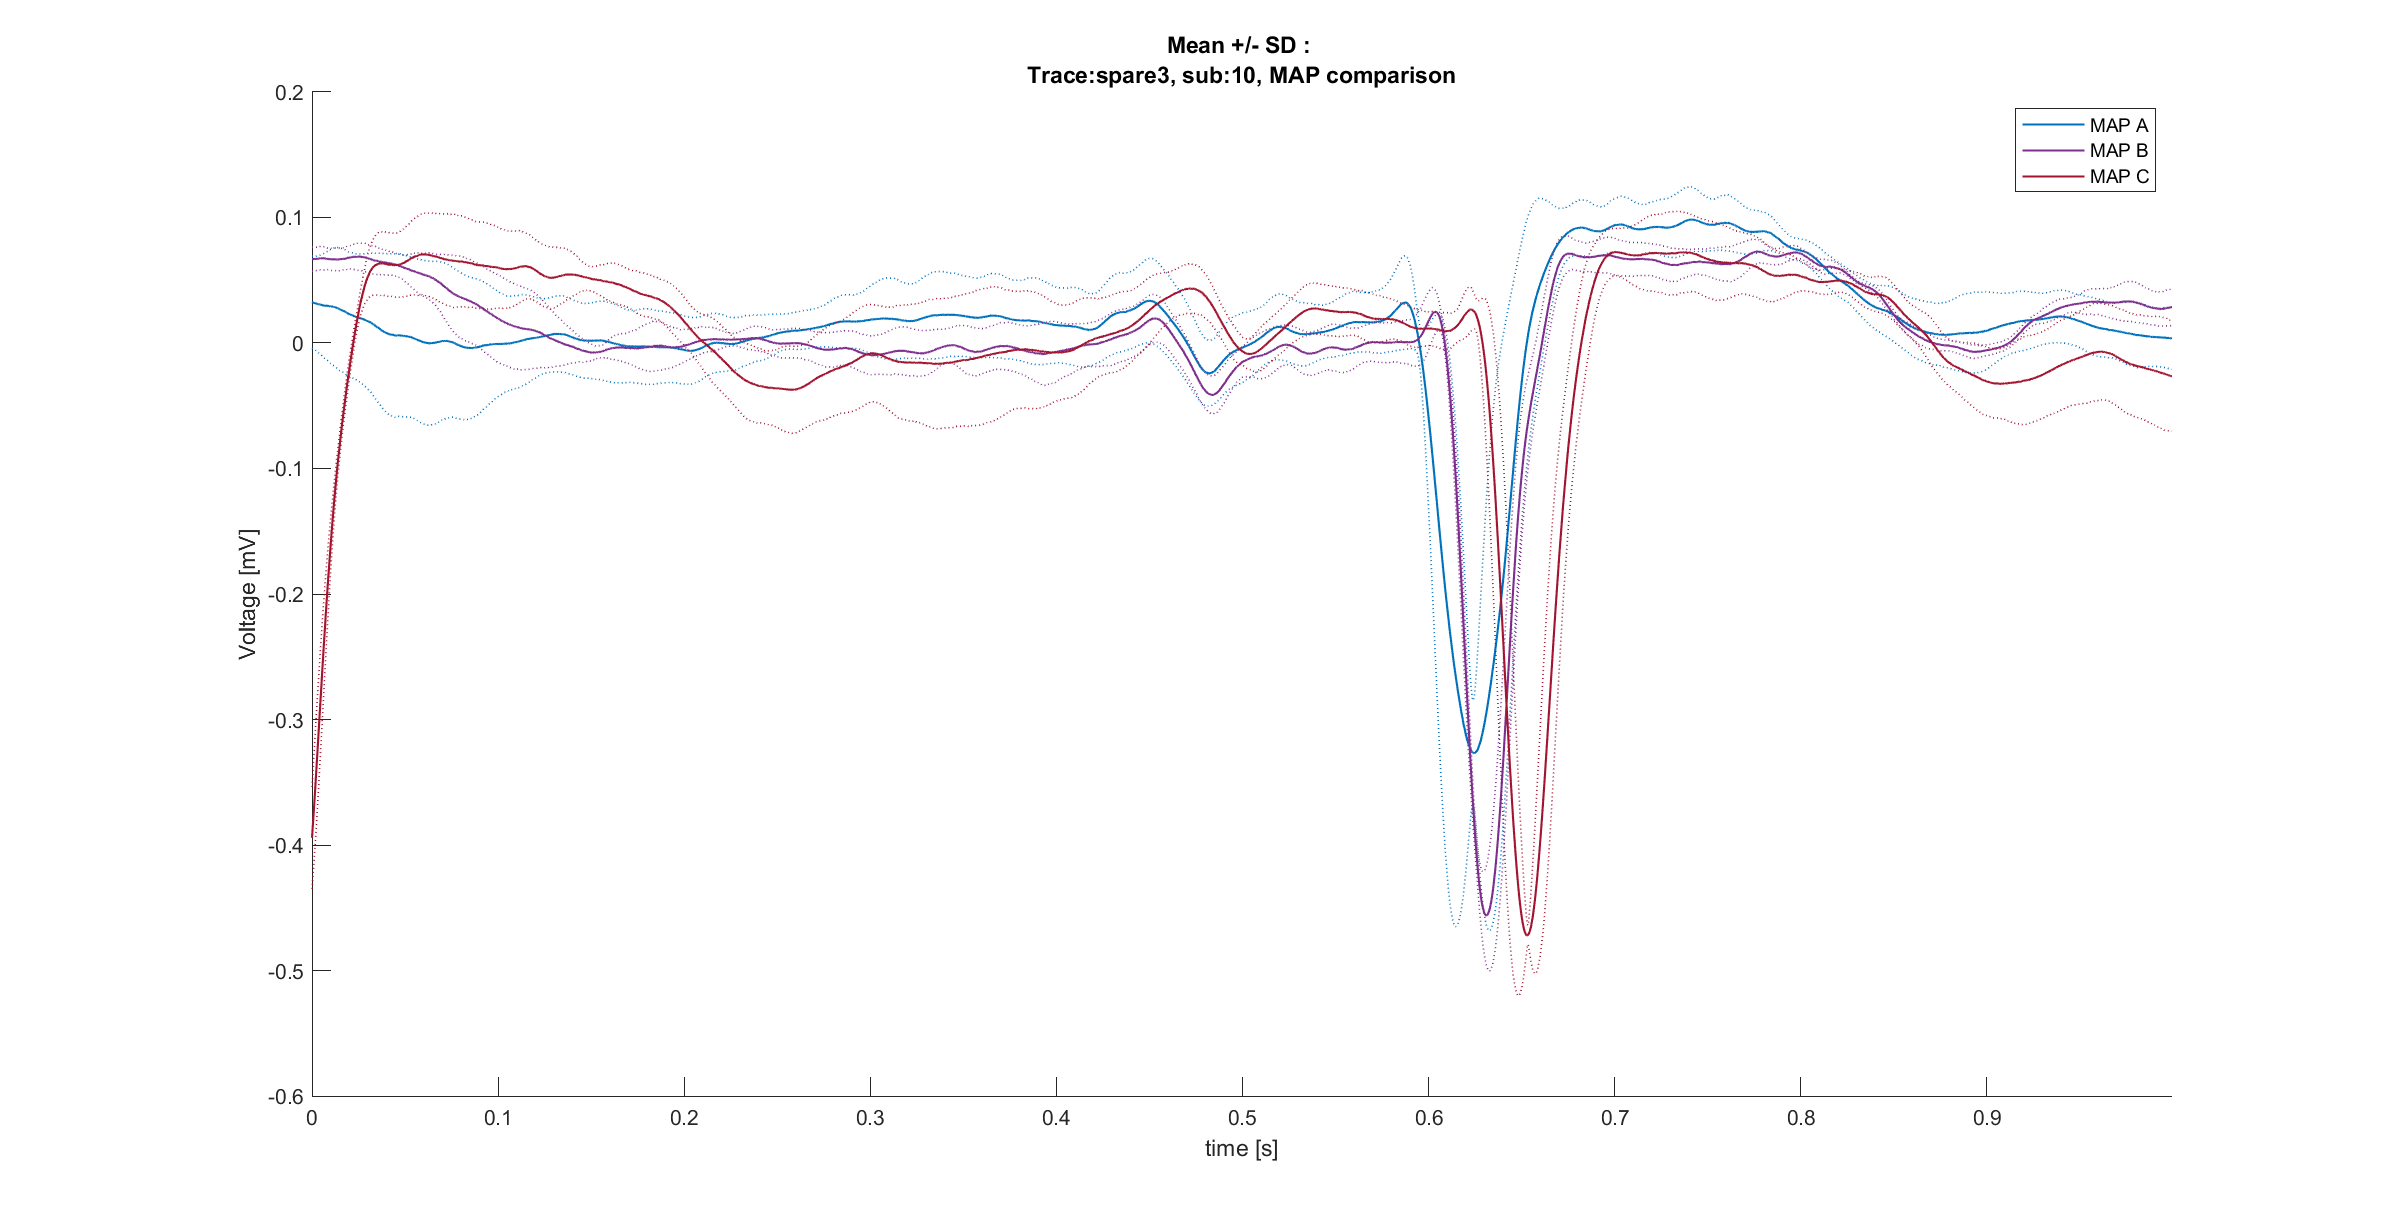 Mean +/- SD :
Trace:spare3, sub:10, MAP comparison
MAP A
MAP B
MAP C
Voltage [mV]
0.2
0.1
0
-0.1
-0.2
-0.3
-0.4
-0.5
-0.6
0 0.1 0.2 0.3 0.4 0.5 0.6 0.7 0.8 0.9
time [s]